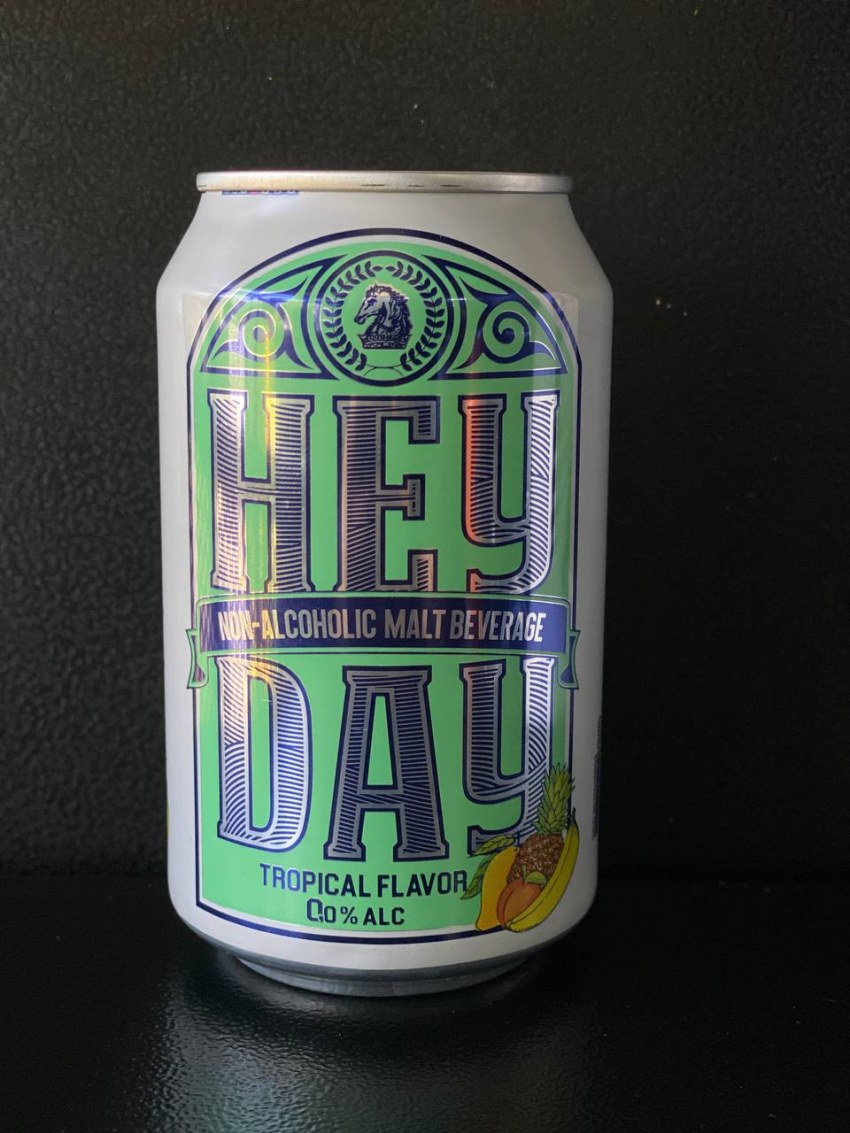 HEY
NON-ALCOHOLIC MALT BEVERAGE
DAY
TROPICAL FLAVOR
0.0% ALC